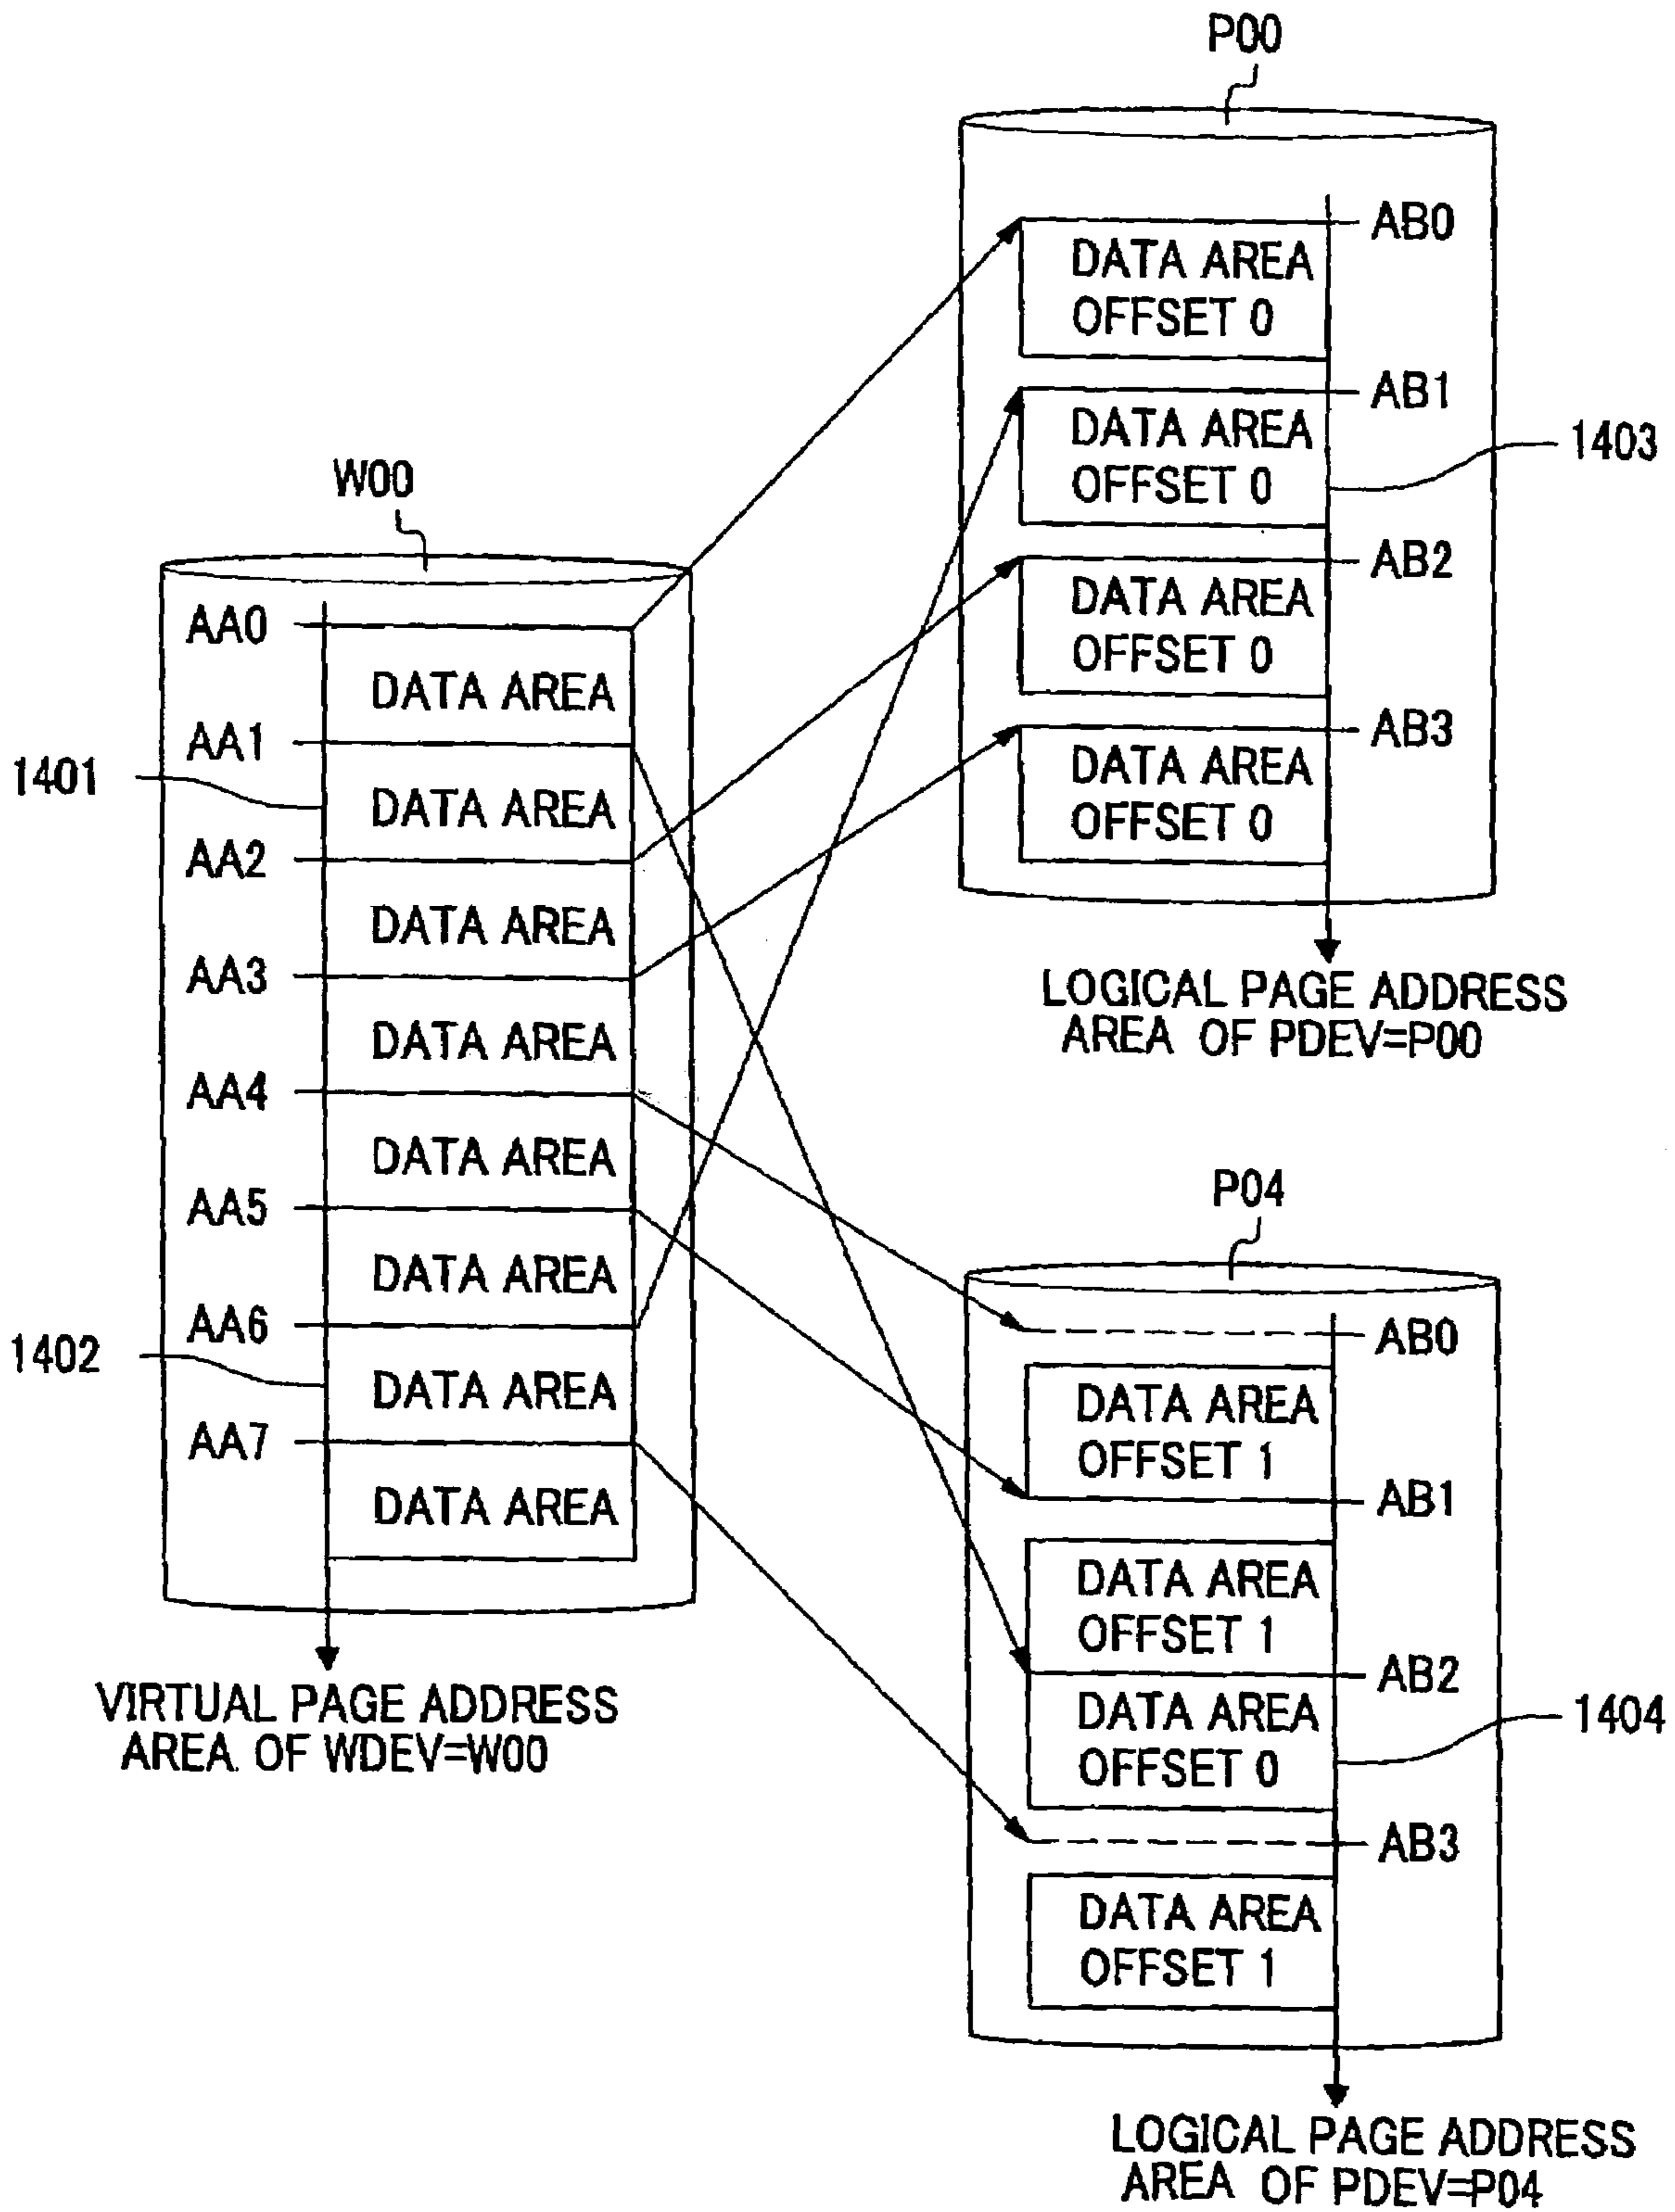 P00
AB0
DATA AREA
OFFSET 0
AB1
DATA AREA
OFFSET 0
1403
AB2
DATA AREA
OFFSET 0
AB3
DATA AREA
OFFSET 0
LOGICAL PAGE ADDRESS
AREA OF PDEV=P00
W00
AA0
DATA AREA
AA1
1401
DATA AREA
AA2
DATA AREA
AA3
DATA AREA
AA4
DATA AREA
AA5
DATA AREA
AA6
1402
DATA AREA
AA7
DATA AREA
VIRTUAL PAGE ADDRESS
AREA OF WDEV=W00
P04
AB0
DATA AREA
OFFSET 1
AB1
DATA AREA
OFFSET 1
AB2
DATA AREA
OFFSET 0
1404
AB3
DATA AREA
OFFSET 1
LOGICAL PAGE ADDRESS
AREA OF PDEV=P04